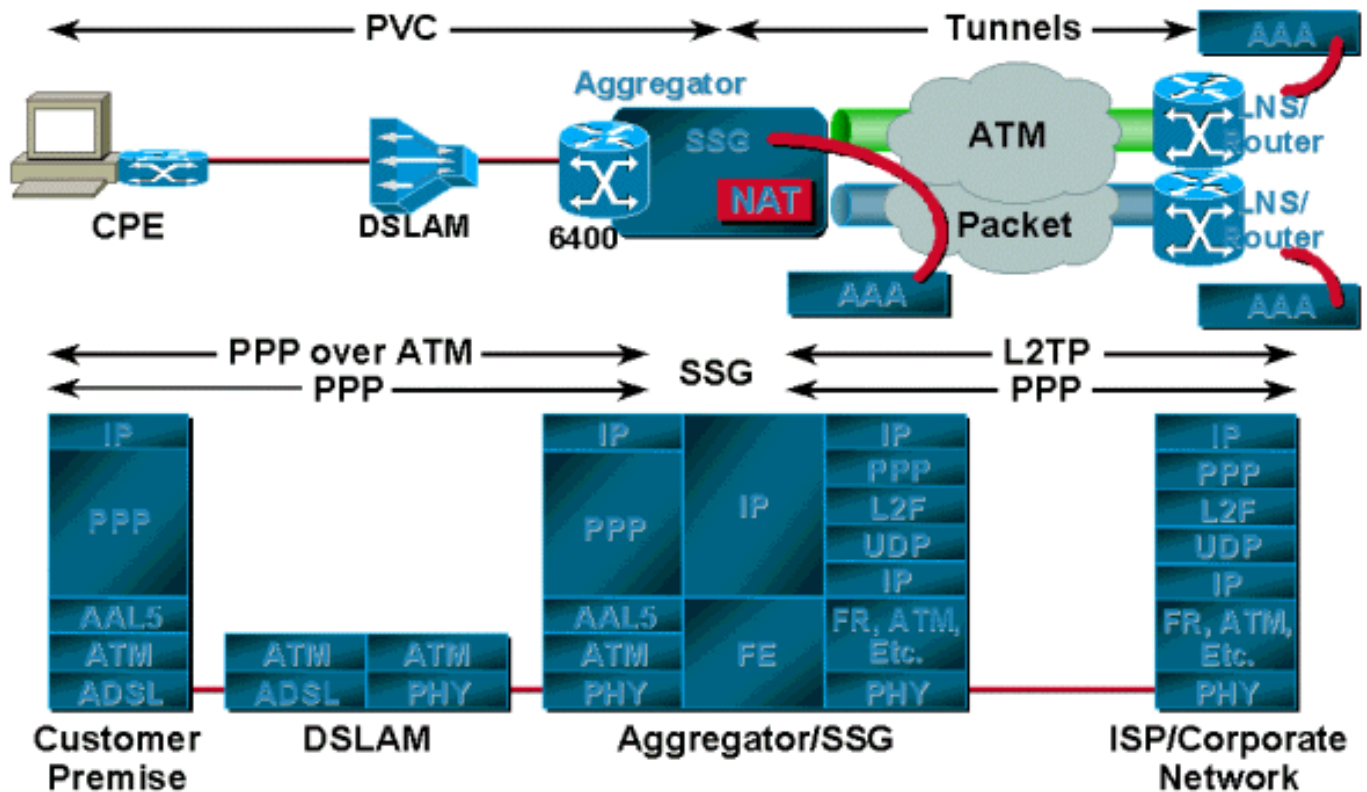 PVC
Tunnels
AAA
Aggregator
SSG
NAT
ATM
Packet
LNS/
Router
LNS/
Router
CPE
DSLAM
6400
AAA
AAA
PPP over ATM
SSG
L2TP
PPP
PPP
IP
PPP
AAL5
ATM
ADSL
ATM
ATM
ADSL
PHY
IP
PPP
AAL5
ATM
PHY
IP
FE
IP
PPP
L2F
UDP
IP
FR, ATM,
Etc.
PHY
IP
PPP
L2F
UDP
IP
FR, ATM,
Etc.
PHY
Customer
Premise
DSLAM
Aggregator/SSG
ISP/Corporate
Network